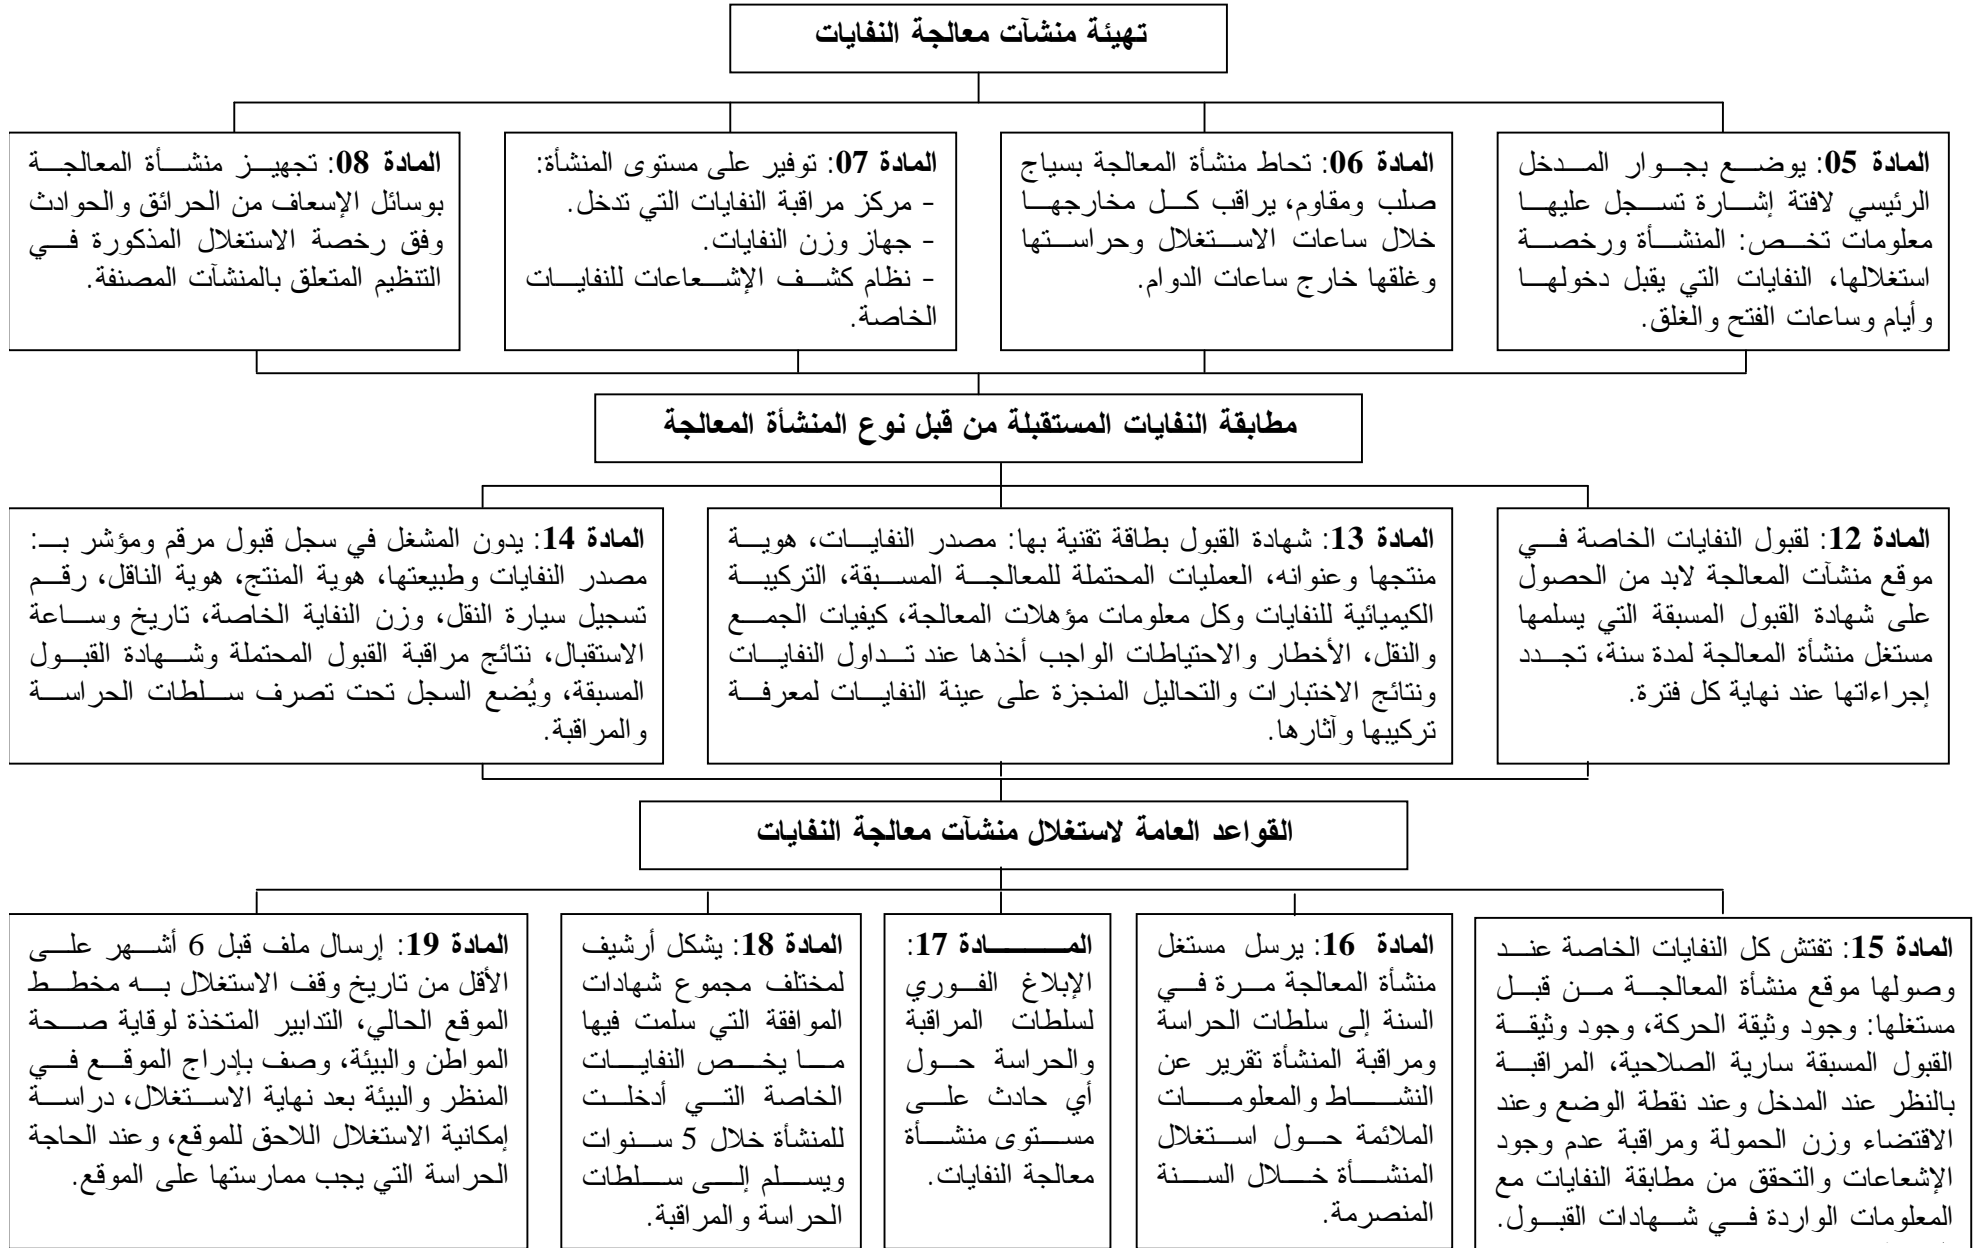 تهيئة منشآت معالجة النفايات
المادة 05: يوضع بجوار المدخل
الرئيسي لافتة إشارة تسجل عليها
معلومات تخص: المنشأة ورخصة
استغلالها، النفايات التي يقبل دخولها
وأيام وساعات الفتح والغلق.
المادة 06: تحاط منشأة المعالجة بسياج
صلب ومقاوم، يراقب كل مخارجها
خلال ساعات الاستغلال وحراستها
وغلقها خارج ساعات الدوام.
المادة 07: توفير على مستوى المنشأة:
- مركز مراقبة النفايات التي تدخل.
- جهاز وزن النفايات.
- نظام كشف الإشعاعات للنفايات
الخاصة.
المادة 08: تجهيز منشأة المعالجة
بوسائل الإسعاف من الحرائق والحوادث
وفق رخصة الاستغلال المذكورة في
التنظيم المتعلق بالمنشآت المصنفة.
مطابقة النفايات المستقبلة من قبل نوع المنشأة المعالجة
المادة 12: لقبول النفايات الخاصة في
موقع منشآت المعالجة لابد من الحصول
على شهادة القبول المسبقة التي يسلمها
مستغل منشأة المعالجة لمدة سنة، تجدد
إجراءاتها عند نهاية كل فترة.
المادة 13: شهادة القبول بطاقة تقنية بها: مصدر النفايات، هوية
منتجها وعنوانه، العمليات المحتملة للمعالجة المسبقة، التركيبة
الكيميائية للنفايات وكل معلومات مؤهلات المعالجة، كيفيات الجمع
والنقل، الأخطار والاحتياطات الواجب أخذها عند تداول النفايات
ونتائج الاختبارات والتحاليل المنجزة على عينة النفايات لمعرفة
تركيبها وآثارها.
المادة 14: يدون المشغل في سجل قبول مرقم ومؤشر بـ:
مصدر النفايات وطبيعتها، هوية المنتج، هوية الناقل، رقم
تسجيل سيارة النقل، وزن النفاية الخاصة، تاريخ وساعة
الاستقبال، نتائج مراقبة القبول المحتملة وشهادة القبول
المسبقة، ويُضع السجل تحت تصرف سلطات الحراسة
والمراقبة.
القواعد العامة لاستغلال منشآت معالجة النفايات
المادة 15: تفتش كل النفايات الخاصة عند
وصولها موقع منشأة المعالجة من قبل
مستغلها: وجود وثيقة الحركة، وجود وثيقة
القبول المسبقة سارية الصلاحية، المراقبة
بالنظر عند المدخل وعند نقطة الوضع وعند
الاقتضاء وزن الحمولة ومراقبة عدم وجود
الإشعاعات والتحقق من مطابقة النفايات مع
المعلومات الواردة في شهادات القبول.
المادة 16: يرسل مستغل
منشأة المعالجة مرة في
السنة إلى سلطات الحراسة
ومراقبة المنشأة تقرير عن
النشاط والمعلومات
الملائمة حول استغلال
المنشأة خلال السنة
المنصرمة.
المادة 17:
الإبلاغ الفوري
لسلطات المراقبة
والحراسة حول
أي حادث على
مستوى منشأة
معالجة النفايات.
المادة 18: يشكل أرشيف
لمختلف مجموع شهادات
الموافقة التي سلمت فيها
ما يخص النفايات
الخاصة التي أدخلت
للمنشأة خلال 5 سنوات
ويسلم إلى سلطات
الحراسة والمراقبة.
المادة 19: إرسال ملف قبل 6 أشهر على
الأقل من تاريخ وقف الاستغلال به مخطط
الموقع الحالي، التدابير المتخذة لوقاية صحة
المواطن والبيئة، وصف بإدراج الموقع في
المنظر والبيئة بعد نهاية الاستغلال، دراسة
إمكانية الاستغلال اللاحق للموقع، وعند الحاجة
الحراسة التي يجب ممارستها على الموقع.